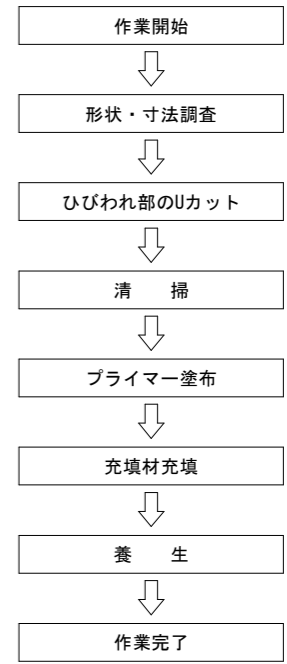 作業開始
形状・寸法調査
ひびわれ部のUカット
清　　掃
プライマー塗布
充填材充填
養　　生
作業完了